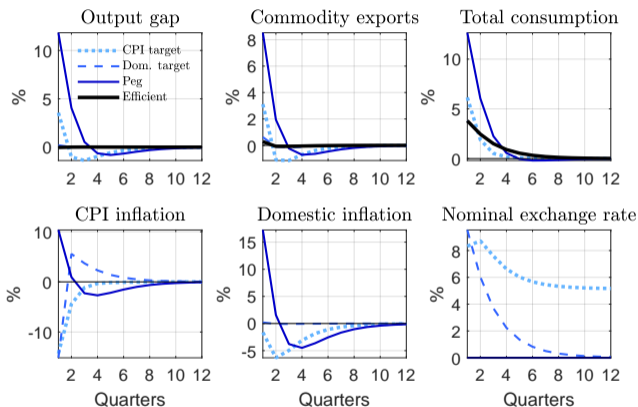 Output gap
Commodity exports
Total consumption
10
5
0
%
CPI target
Dom. target
Peg
Efficient
2 4 6 8 10 12
8
6
4
2
0
%
2 4 6 8 10 12
10
5
0
%
2 4 6 8 10 12
CPI inflation
Domestic inflation
Nominal exchange rate
10
0
-10
%
2 4 6 8 10 12
Quarters
15
10
5
0
-5
%
2 4 6 8 10 12
Quarters
8
6
4
2
0
%
2 4 6 8 10 12
Quarters